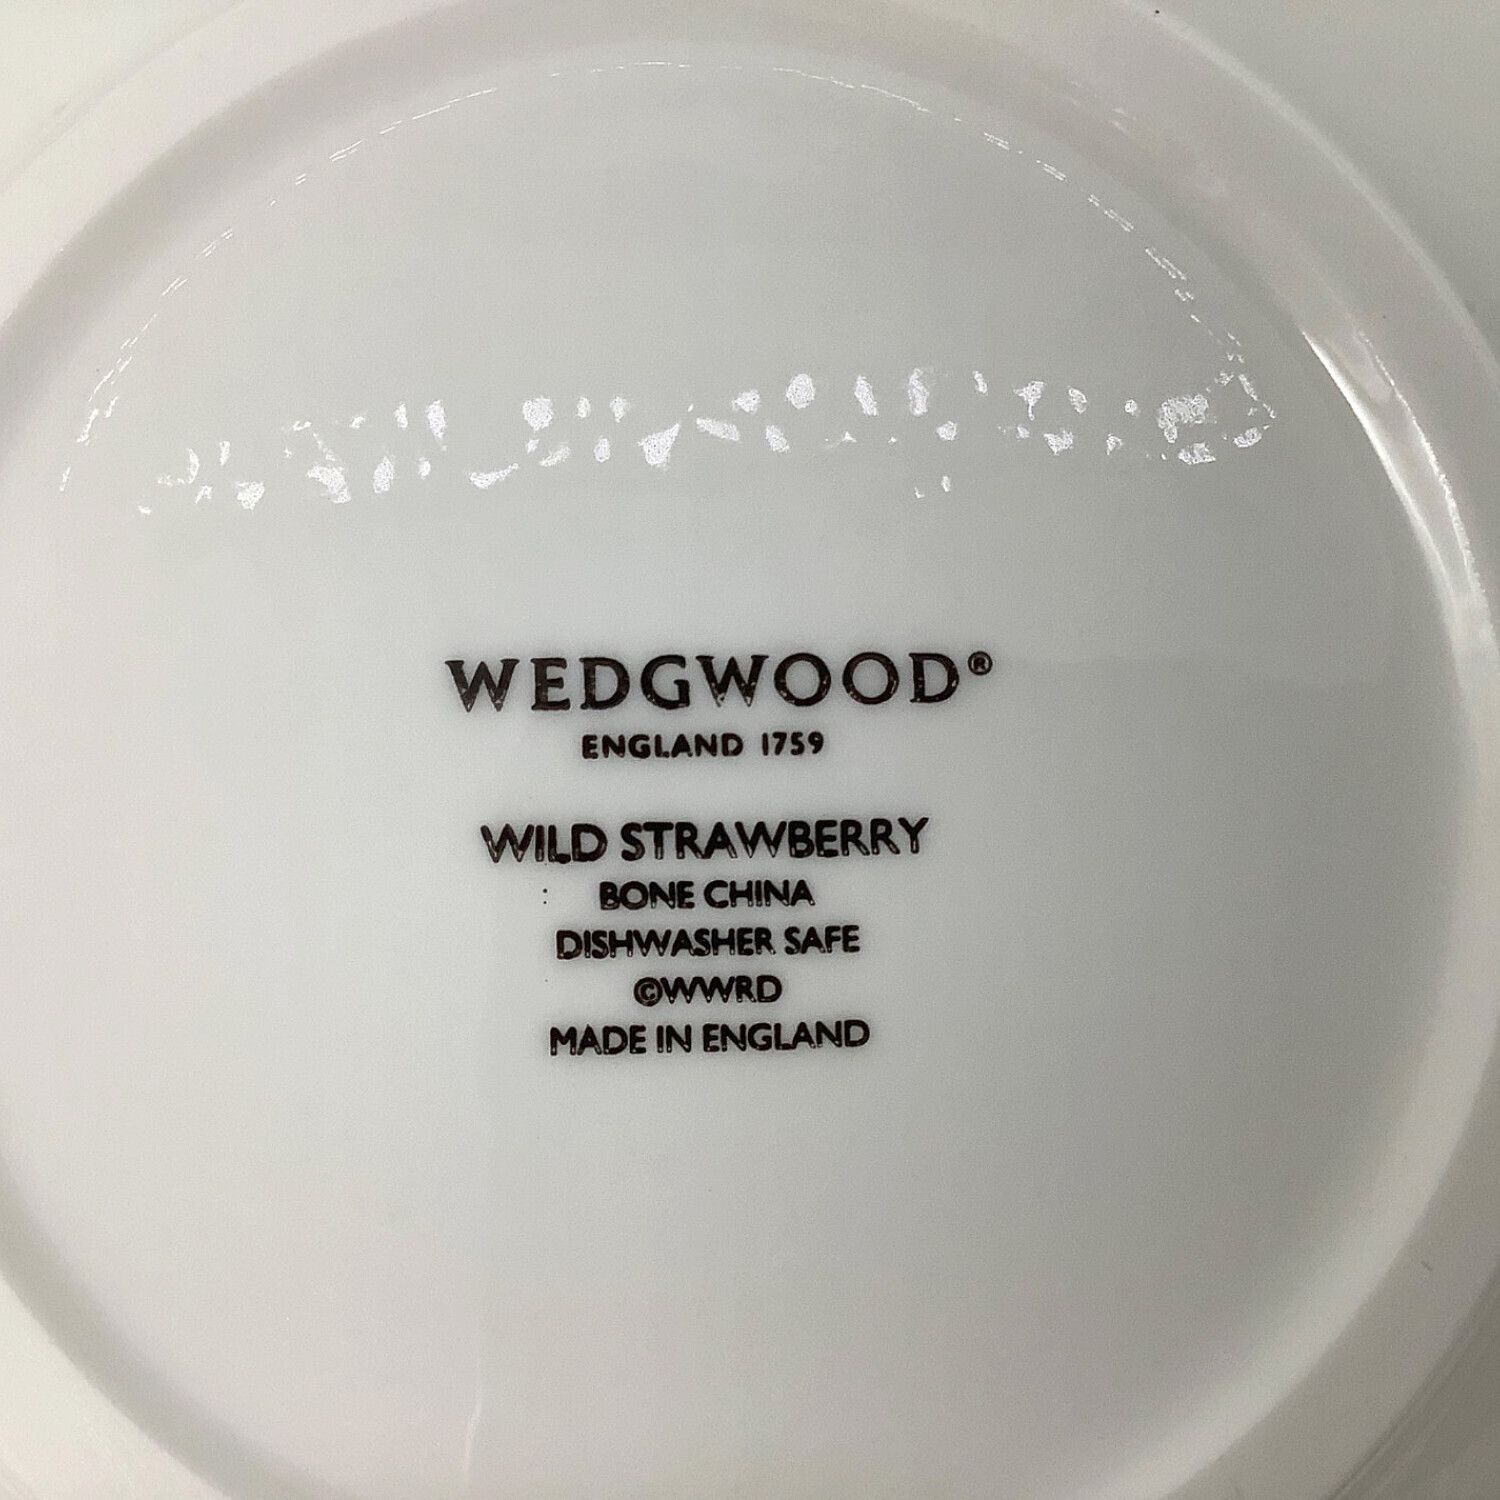 WEDGWOOD®
ENGLAND 1759
WILD STRAWBERRY
BONE CHINA
DISHWASHER SAFE
©WWRD
MADE IN ENGLAND